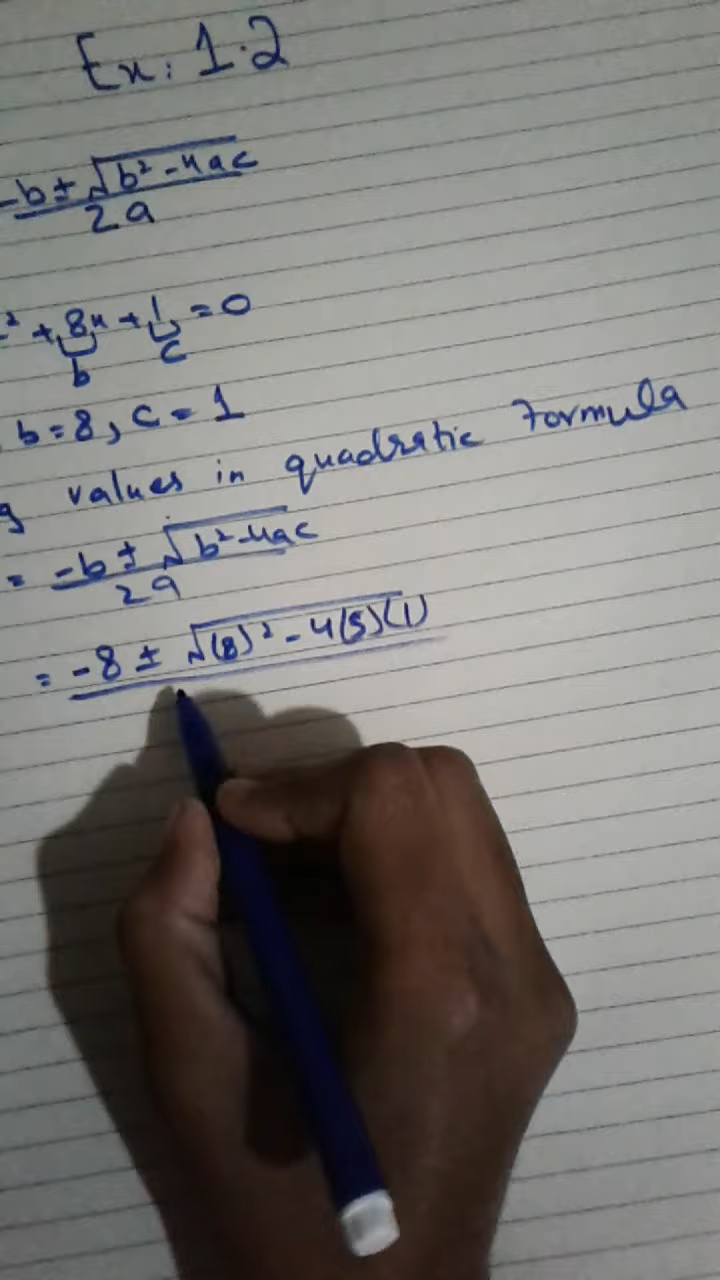 Ex: 1.2
-b ± √b² - 4ac
2a
² + 8x + 1 = 0
b c
b = 8, c = 1
g values in quadratic Formula
= -b ± √b² - 4ac
2a
= -8 ± √(8)² - 4(5)(1)